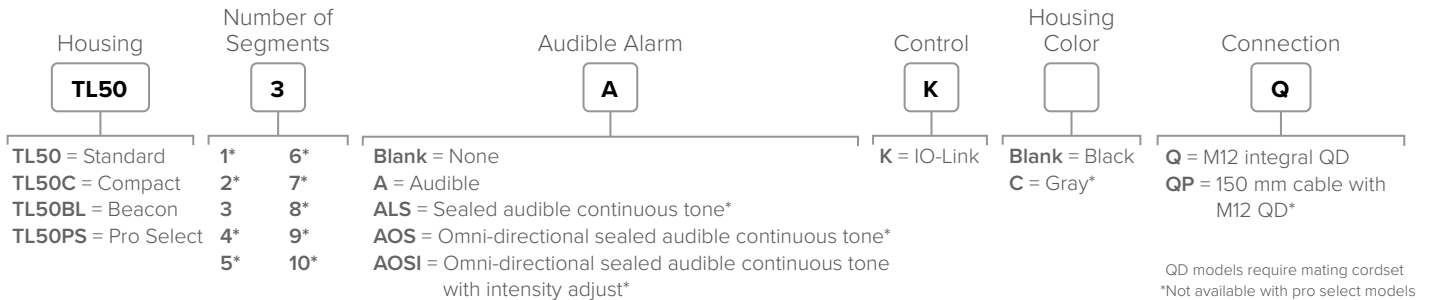 Housing
Number of
Segments
Audible Alarm
Control
Housing
Color
Connection
TL50
3
A
K
Q
TL50 = Standard
TL50C = Compact
TL50BL = Beacon
TL50PS = Pro Select
1* 6*
2* 7*
3 8*
4* 9*
5* 10*
Blank = None
A = Audible
ALS = Sealed audible continuous tone*
AOS = Omni-directional sealed audible continuous tone*
AOSI = Omni-directional sealed audible continuous tone
with intensity adjust*
K = IO-Link
Blank = Black
C = Gray*
Q = M12 integral QD
QP = 150 mm cable with
M12 QD*
QD models require mating cordset
*Not available with pro select models